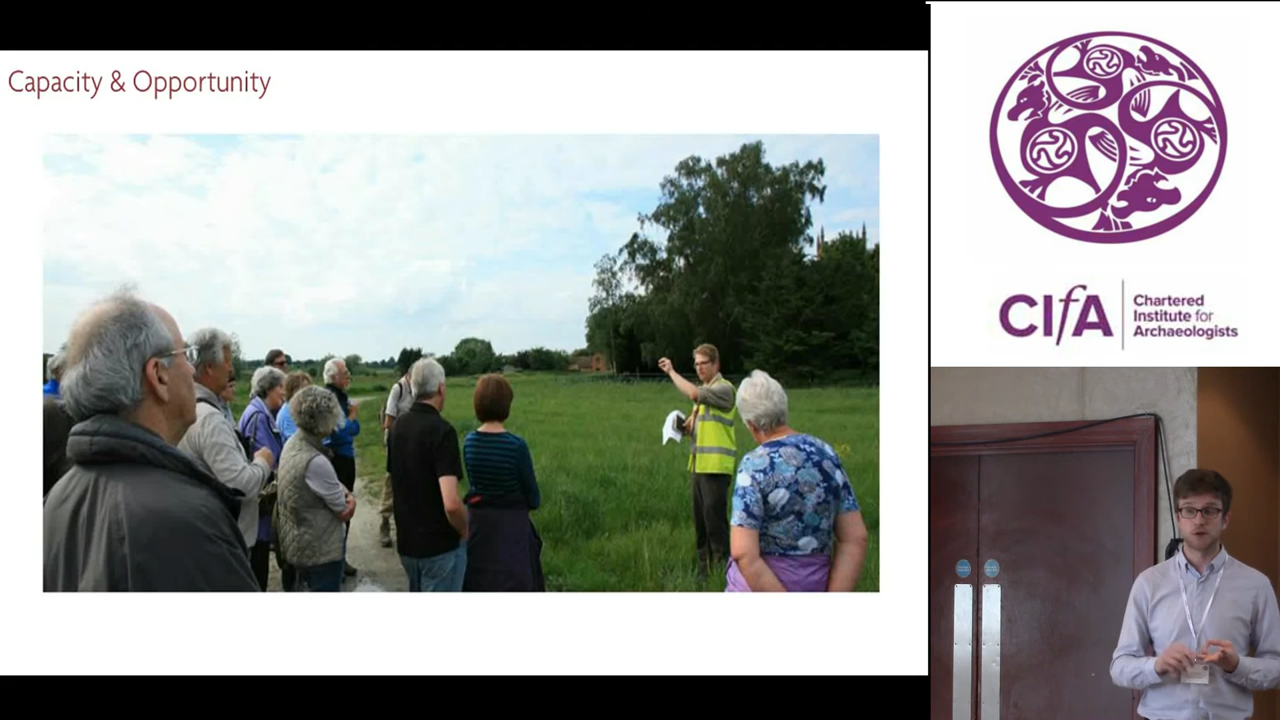 Capacity & Opportunity
CIfA
Chartered
Institute for
Archaeologists